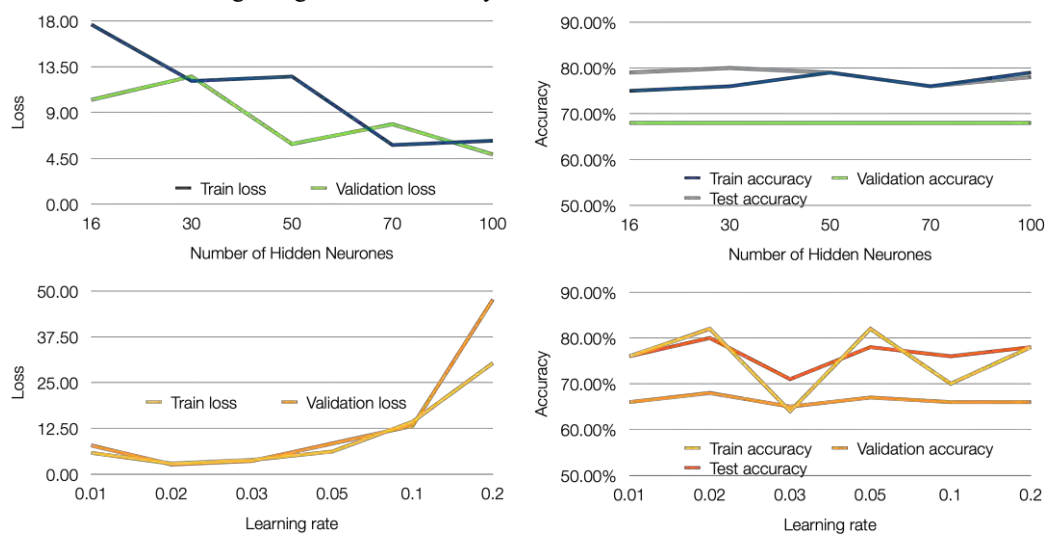 18.00
13.50
9.00
4.50
0.00
Loss
Train loss Validation loss
16 30 50 70 100
Number of Hidden Neurones
90.00%
80.00%
70.00%
60.00%
50.00%
Accuracy
Train accuracy Validation accuracy
Test accuracy
16 30 50 70 100
Number of Hidden Neurones
50.00
37.50
25.00
12.50
0.00
Loss
Train loss Validation loss
0.01 0.02 0.03 0.05 0.1 0.2
Learning rate
90.00%
80.00%
70.00%
60.00%
50.00%
Accuracy
Train accuracy Validation accuracy
Test accuracy
0.01 0.02 0.03 0.05 0.1 0.2
Learning rate